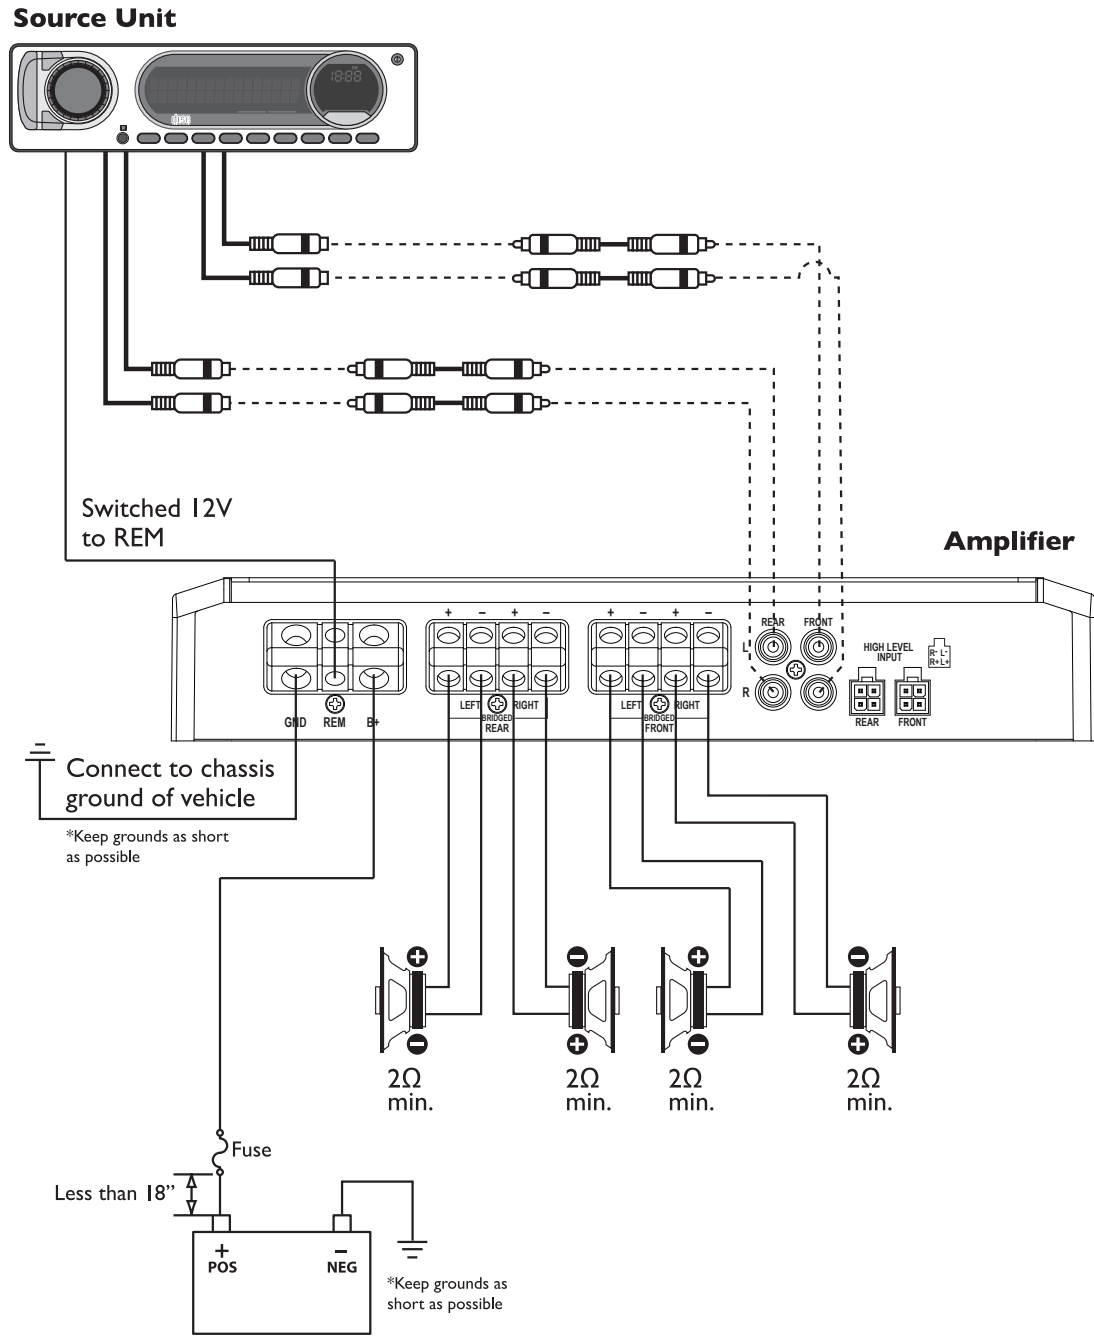 Source Unit
18:88
disc
Switched 12V
to REM
Amplifier
+ – + –
+ – + –
REAR FRONT
L
R
HIGH LEVEL
INPUT
R- L-
R+ L+
REAR FRONT
GND REM B+
LEFT RIGHT
BRIDGED
REAR
LEFT RIGHT
BRIDGED
FRONT
Connect to chassis
ground of vehicle
*Keep grounds as short
as possible
+ – + –
– + – +
2Ω
min.
2Ω
min.
2Ω
min.
2Ω
min.
Fuse
Less than 18”
+
POS
–
NEG
*Keep grounds as
short as possible